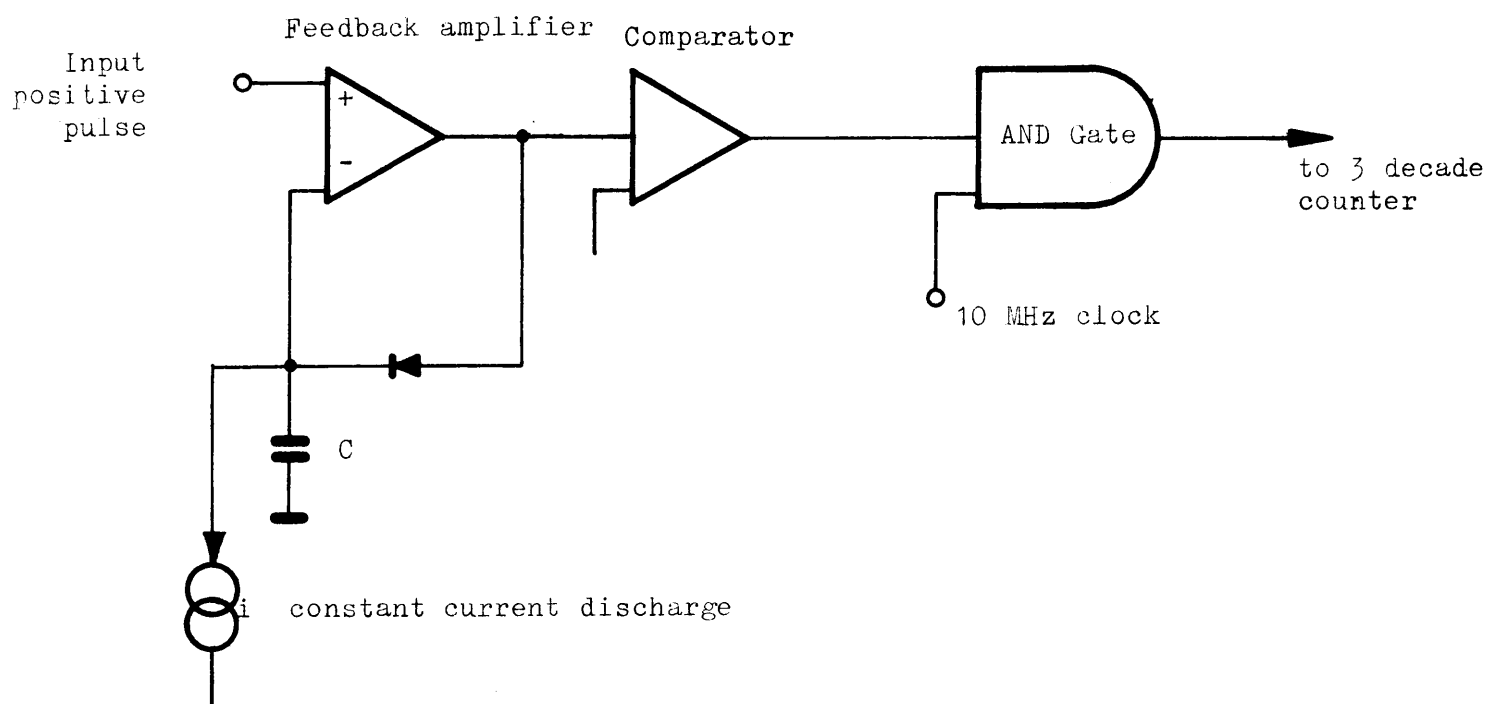 Feedback amplifier
Comparator
Input
positive
pulse
+
-
AND Gate
to 3 decade
counter
10 MHz clock
C
i constant current discharge